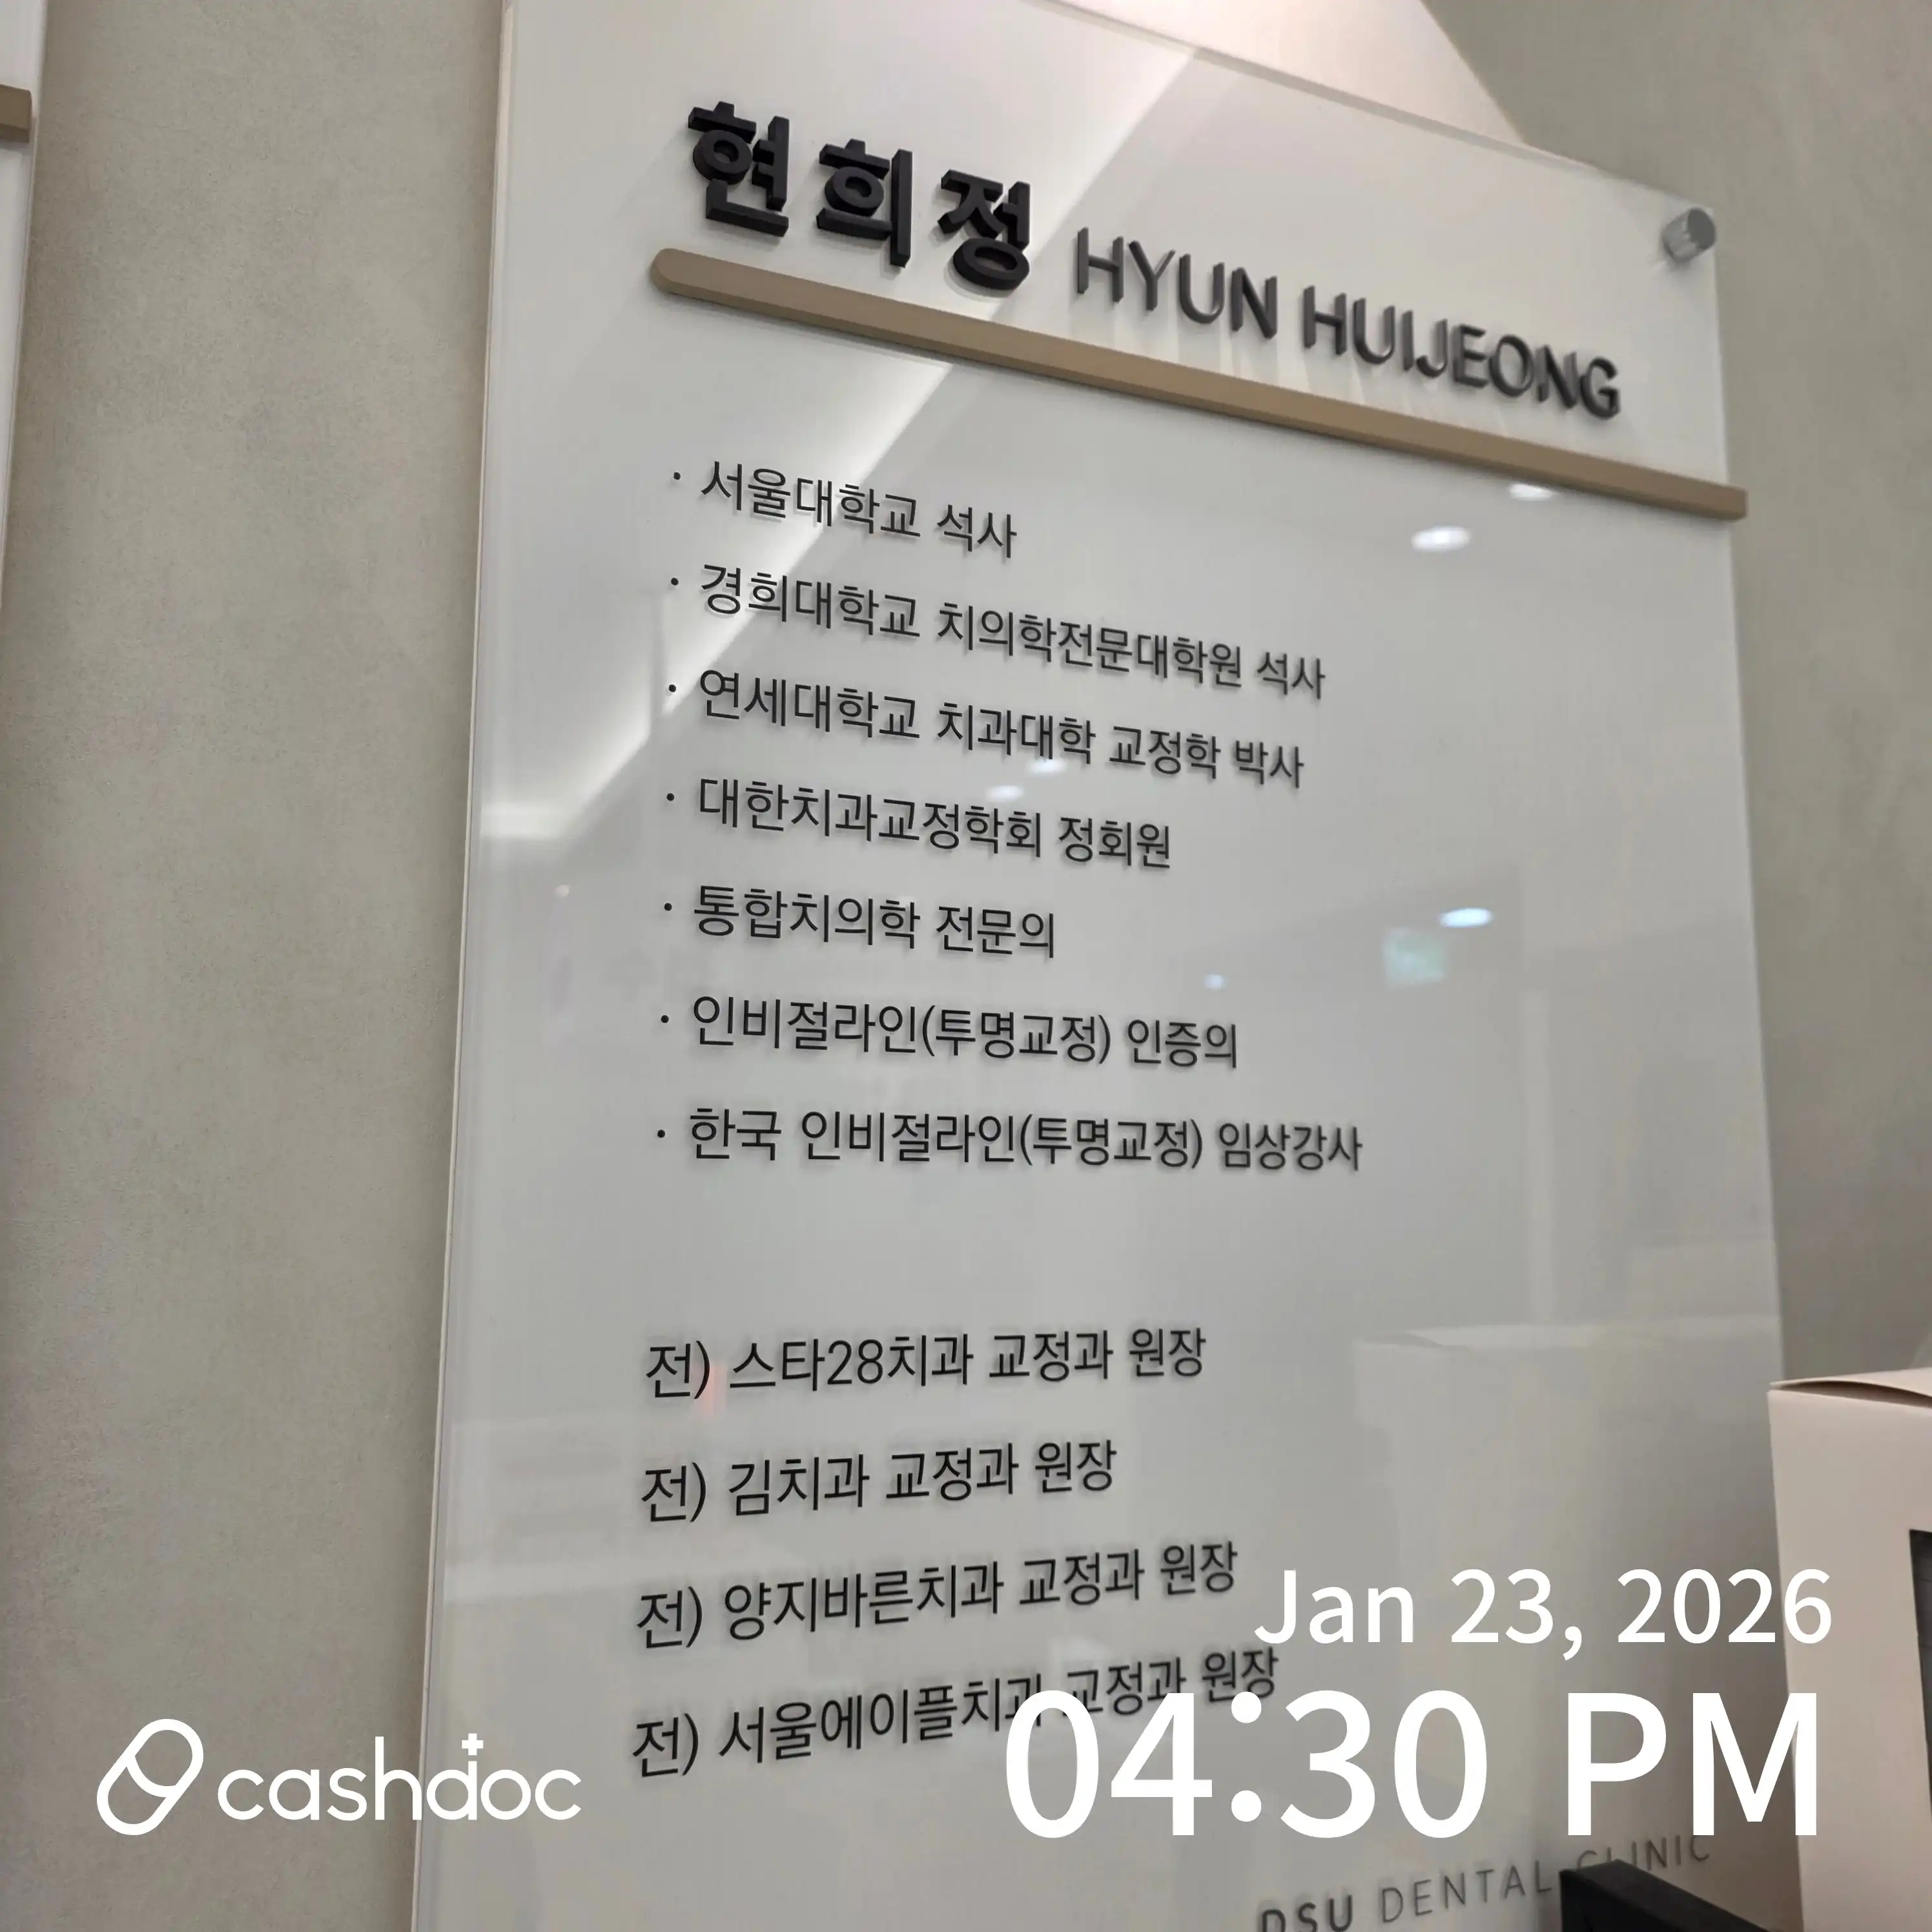 현희정 HYUN HUIJEONG
· 서울대학교 석사
· 경희대학교 치의학전문대학원 석사
· 연세대학교 치과대학 교정학 박사
· 대한치과교정학회 정회원
· 통합치의학 전문의
· 인비절라인(투명교정) 인증의
· 한국 인비절라인(투명교정) 임상강사
전) 스타28치과 교정과 원장
전) 김치과 교정과 원장
전) 양지바른치과 교정과 원장
전) 서울에이플치과 교정과 원장
Jan 23, 2026
04:30 PM
cashdoc
DSU DENTAL CLINIC